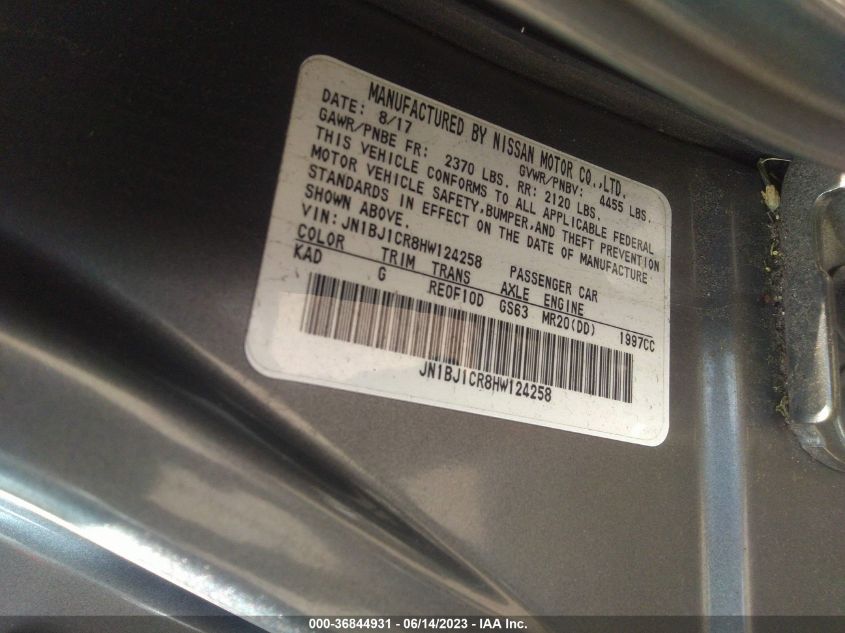 MANUFACTURED BY NISSAN MOTOR CO.,LTD.
DATE: 8/17 GVWR/PNBV: 4455 LBS.
GAWR/PNBE FR: 2370 LBS. RR: 2120 LBS.
THIS VEHICLE CONFORMS TO ALL APPLICABLE FEDERAL
MOTOR VEHICLE SAFETY,BUMPER,AND THEFT PREVENTION
STANDARDS IN EFFECT ON THE DATE OF MANUFACTURE
SHOWN ABOVE.
VIN: JN1BJ1CR8HW124258 PASSENGER CAR
COLOR TRIM TRANS AXLE ENGINE
KAD G RE0F10D GS63 MR20(DD) 1997CC
JN1BJ1CR8HW124258
000-36844931 - 06/14/2023 - IAA Inc.